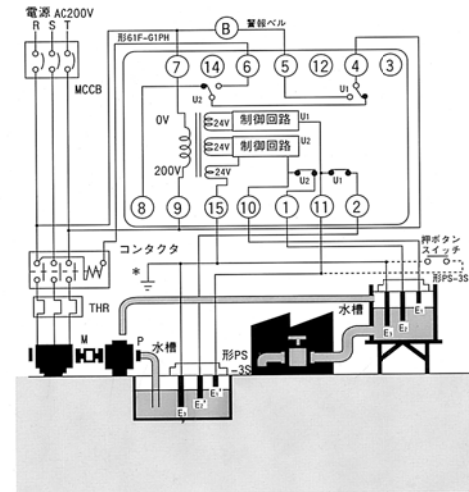 電源 AC200V
R S T
形61F-G1PH
B 警報ベル
MCCB
7 14 6 5 12 4 3
U2
U1
0V
24V 制御回路 U1
24V 制御回路 U2
200V
24V
U2 U1
8 9 15 10 1 11 2
コンタクタ
押ボタン
スイッチ
*
形PS-3S
THR
水槽
E1 E2 E3
M P 水槽
形PS
-3S
E3 E2' E1'